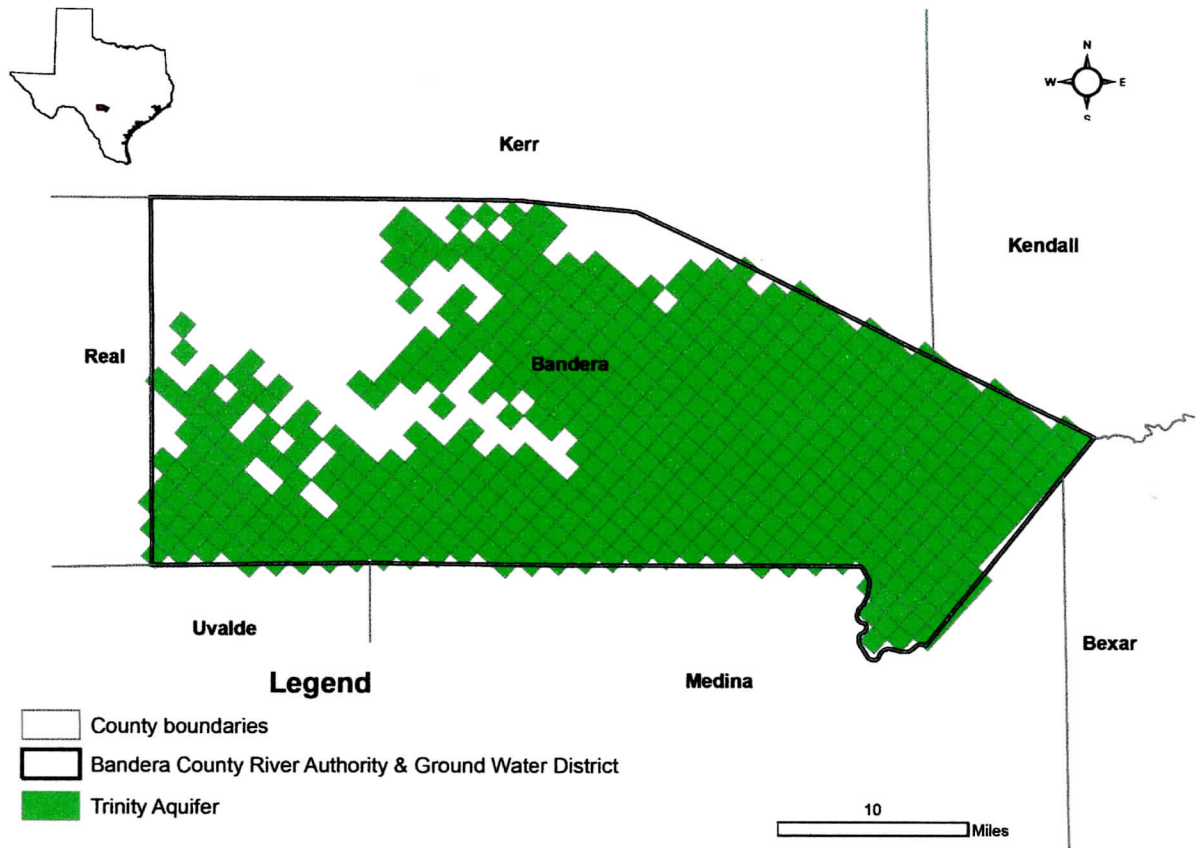 N
W E
S
Kerr
Kendall
Real
Bandera
Uvalde
Bexar
Legend
Medina
County boundaries
Bandera County River Authority & Ground Water District
Trinity Aquifer
10
Miles